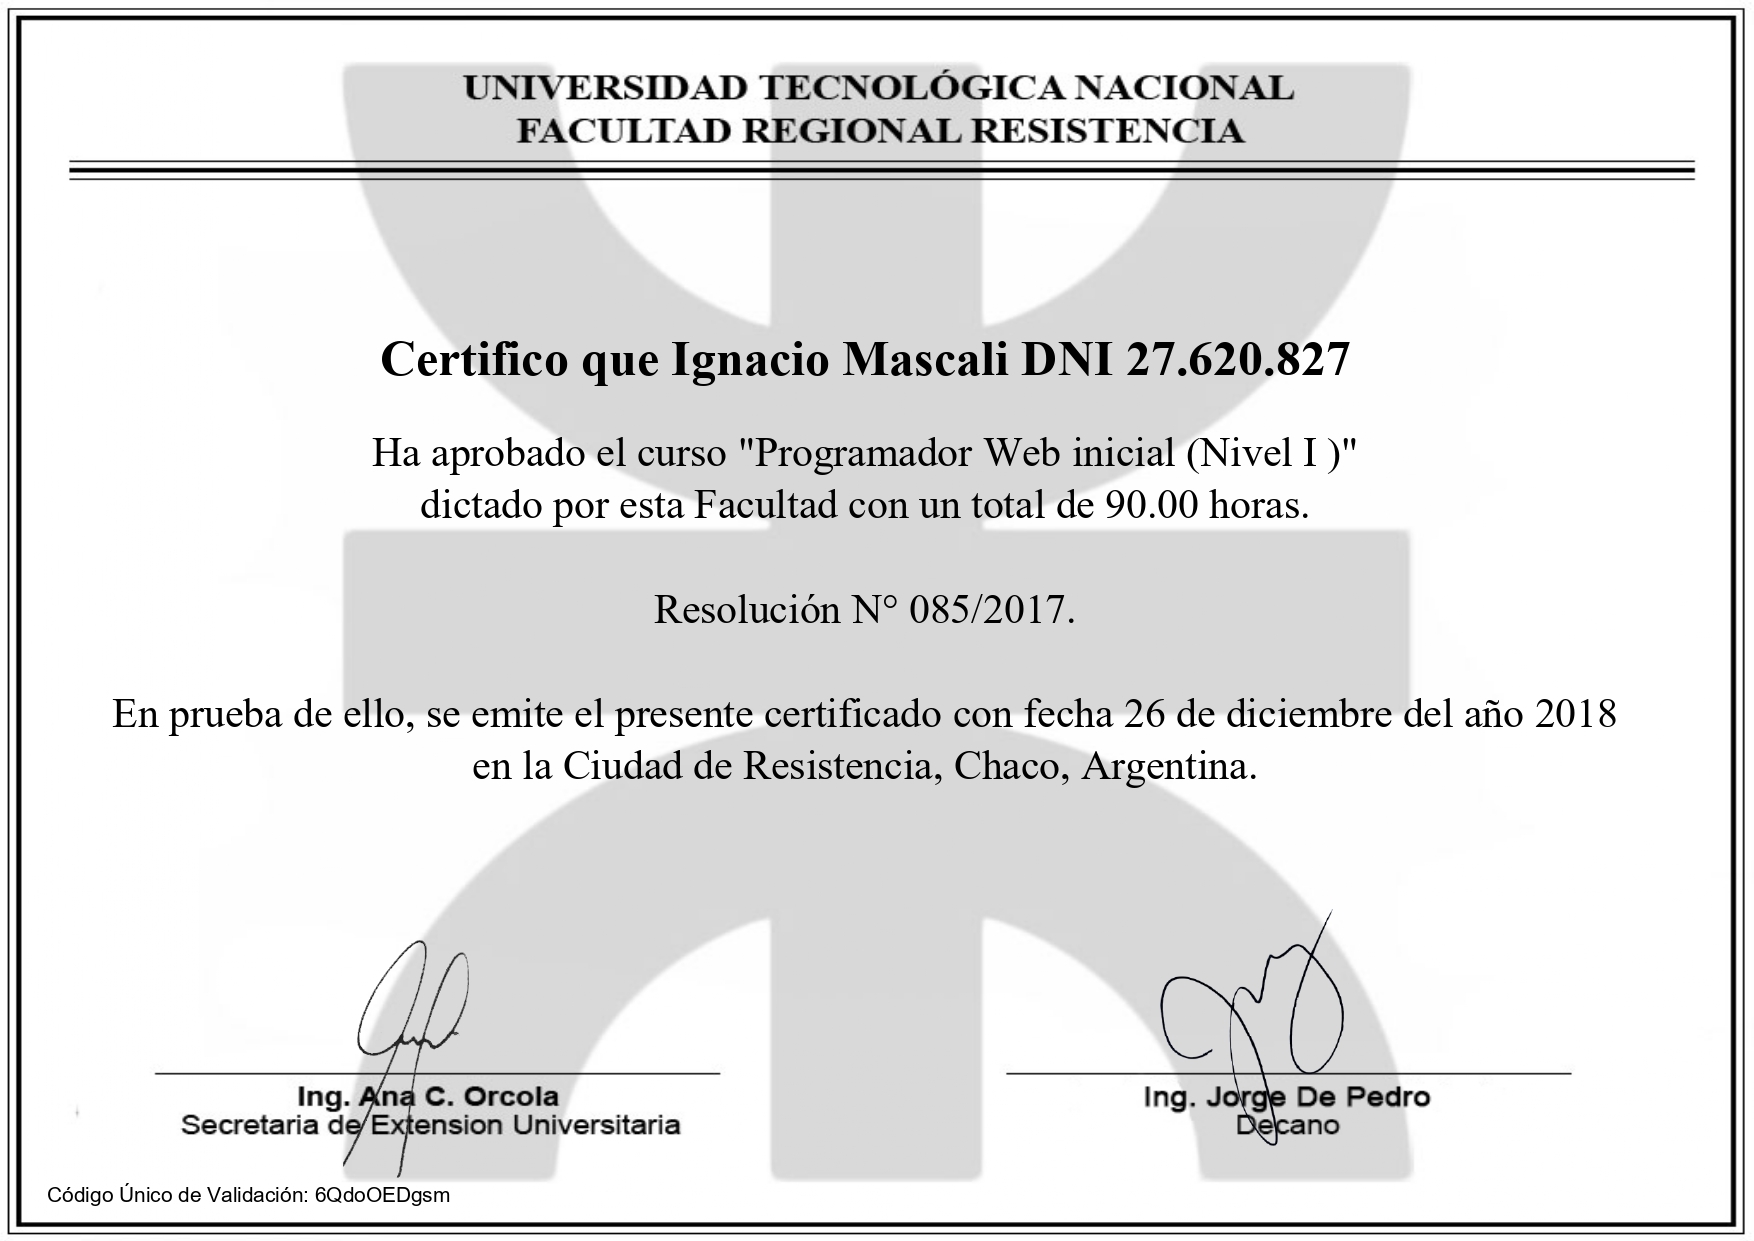 UNIVERSIDAD TECNOLÓGICA NACIONAL
FACULTAD REGIONAL RESISTENCIA
Certifico que Ignacio Mascali DNI 27.620.827
Ha aprobado el curso "Programador Web inicial (Nivel I )"
dictado por esta Facultad con un total de 90.00 horas.
Resolución N° 085/2017.
En prueba de ello, se emite el presente certificado con fecha 26 de diciembre del año 2018
en la Ciudad de Resistencia, Chaco, Argentina.
Ing. Ana C. Orcola
Secretaria de Extension Universitaria
Ing. Jorge De Pedro
Decano
Código Único de Validación: 6QdoOEDgsm